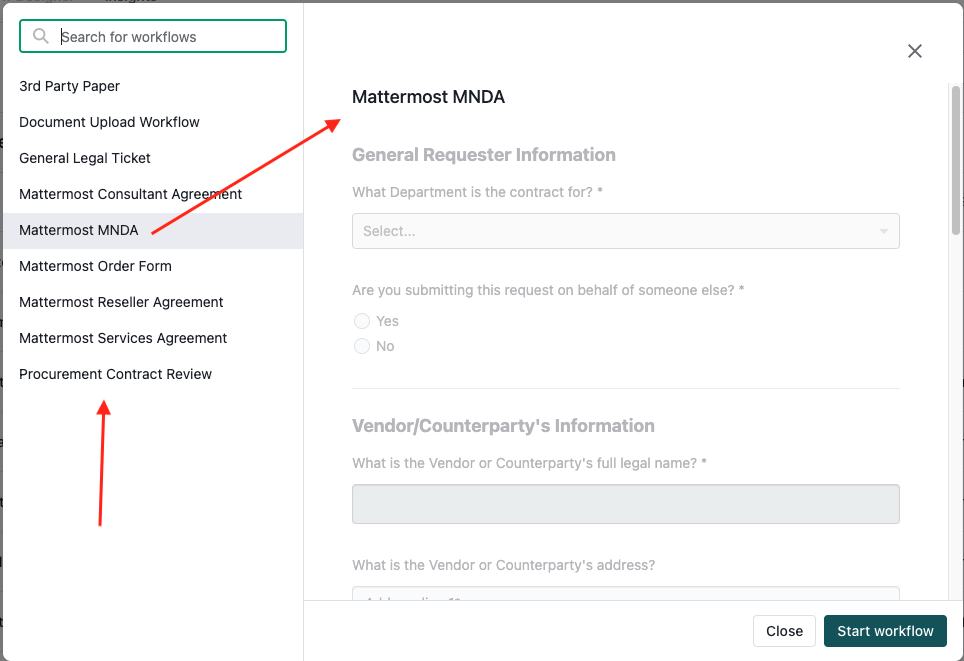 Search for workflows
3rd Party Paper
Document Upload Workflow
General Legal Ticket
Mattermost Consultant Agreement
Mattermost MNDA
Mattermost Order Form
Mattermost Reseller Agreement
Mattermost Services Agreement
Procurement Contract Review
Mattermost MNDA
General Requester Information
What Department is the contract for? *
Select...
Are you submitting this request on behalf of someone else? *
Yes
No
Vendor/Counterparty's Information
What is the Vendor or Counterparty's full legal name? *
What is the Vendor or Counterparty's address?
Close
Start workflow